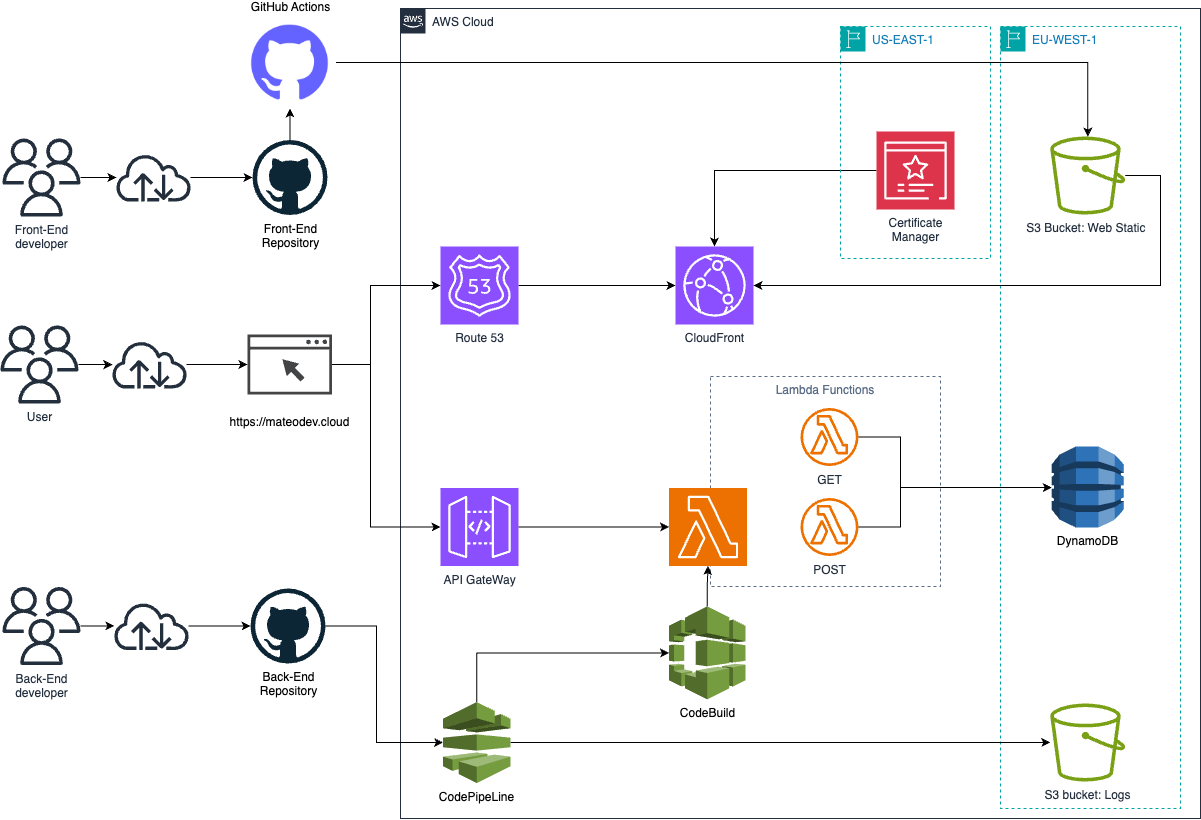 GitHub Actions
aws
AWS Cloud
US-EAST-1
EU-WEST-1
Front-End
developer
Front-End
Repository
Certificate
Manager
S3 Bucket: Web Static
53
Route 53
CloudFront
User
https://mateodev.cloud
Lambda Functions
GET
POST
</>
API GateWay
DynamoDB
Back-End
developer
Back-End
Repository
CodeBuild
CodePipeLine
S3 bucket: Logs